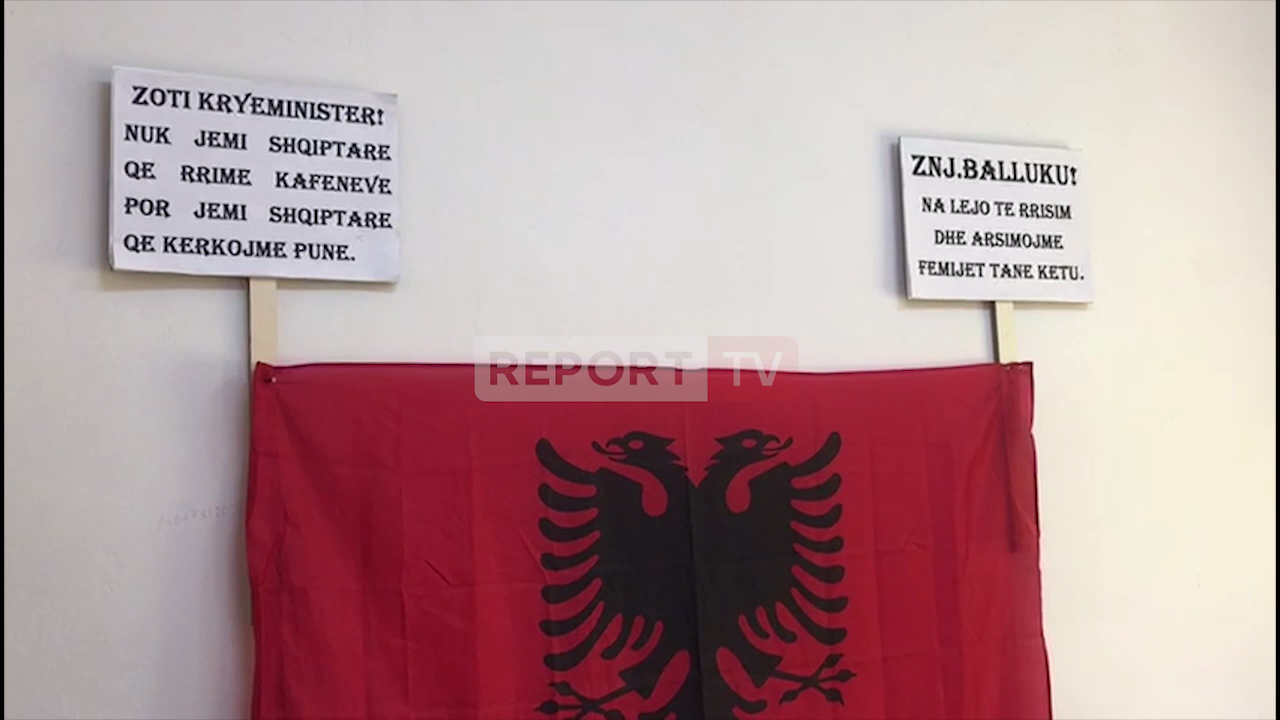 ZOTI KRYEMINISTER!
NUK JEMI SHQIPTARE
QE RRIME KAFENEVE
POR JEMI SHQIPTARE
QE KERKOJME PUNE.
ZNJ.BALLUKU!
NA LEJO TE RRISIM
DHE ARSIMOJME
FEMIJET TANE KETU.
REPORT TV